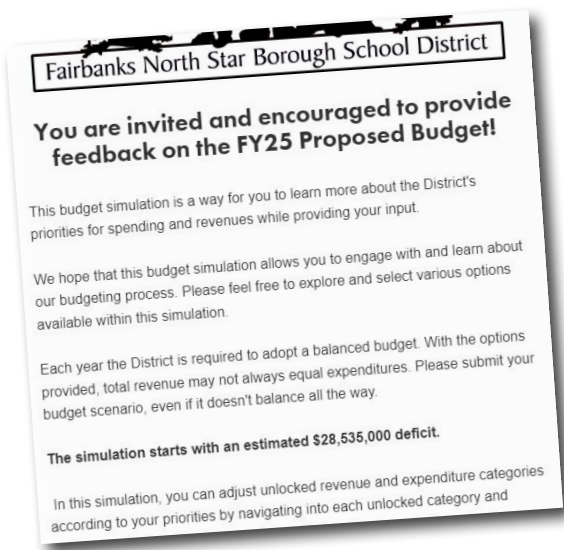 Fairbanks North Star Borough School District
You are invited and encouraged to provide
feedback on the FY25 Proposed Budget!
This budget simulation is a way for you to learn more about the District's
priorities for spending and revenues while providing your input.
We hope that this budget simulation allows you to engage with and learn about
our budgeting process. Please feel free to explore and select various options
available within this simulation.
Each year the District is required to adopt a balanced budget. With the options
provided, total revenue may not always equal expenditures. Please submit your
budget scenario, even if it doesn't balance all the way.
The simulation starts with an estimated $28,535,000 deficit.
In this simulation, you can adjust unlocked revenue and expenditure categories
according to your priorities by navigating into each unlocked category and